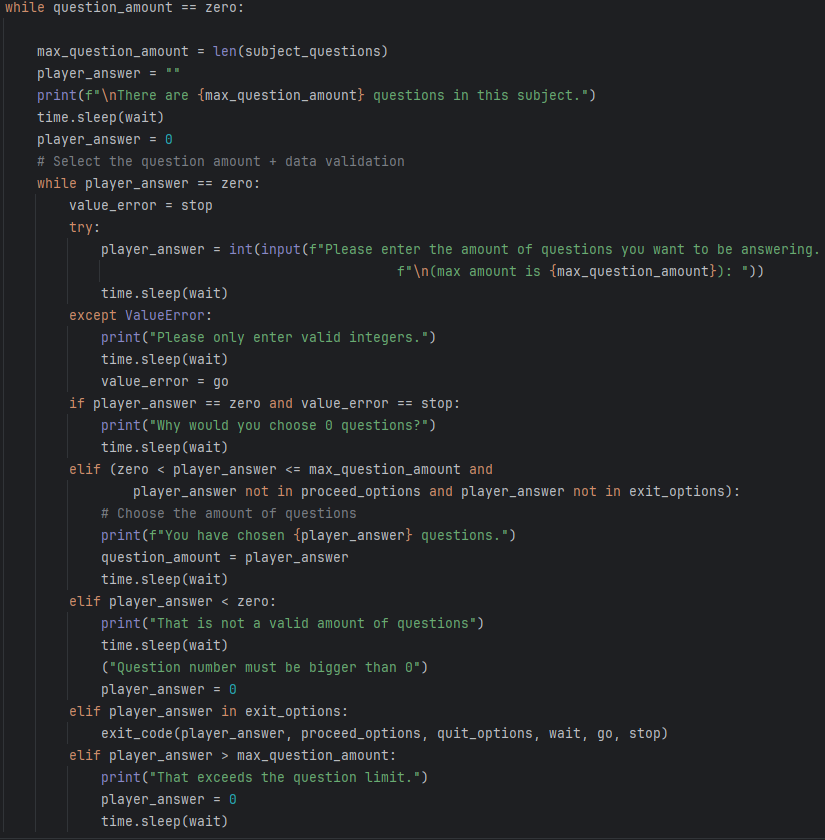 while question_amount == zero:
    max_question_amount = len(subject_questions)
    player_answer = ""
    print(f"\nThere are {max_question_amount} questions in this subject.")
    time.sleep(wait)
    player_answer = 0
    # Select the question amount + data validation
    while player_answer == zero:
        value_error = stop
        try:
            player_answer = int(input(f"Please enter the amount of questions you want to be answering.
                                                 f"\n(max amount is {max_question_amount}): "))
            time.sleep(wait)
        except ValueError:
            print("Please only enter valid integers.")
            time.sleep(wait)
            value_error = go
        if player_answer == zero and value_error == stop:
            print("Why would you choose 0 questions?")
            time.sleep(wait)
        elif (zero < player_answer <= max_question_amount and
                player_answer not in proceed_options and player_answer not in exit_options):
            # Choose the amount of questions
            print(f"You have chosen {player_answer} questions.")
            question_amount = player_answer
            time.sleep(wait)
        elif player_answer < zero:
            print("That is not a valid amount of questions")
            time.sleep(wait)
            ("Question number must be bigger than 0")
            player_answer = 0
        elif player_answer in exit_options:
            exit_code(player_answer, proceed_options, quit_options, wait, go, stop)
        elif player_answer > max_question_amount:
            print("That exceeds the question limit.")
            player_answer = 0
            time.sleep(wait)